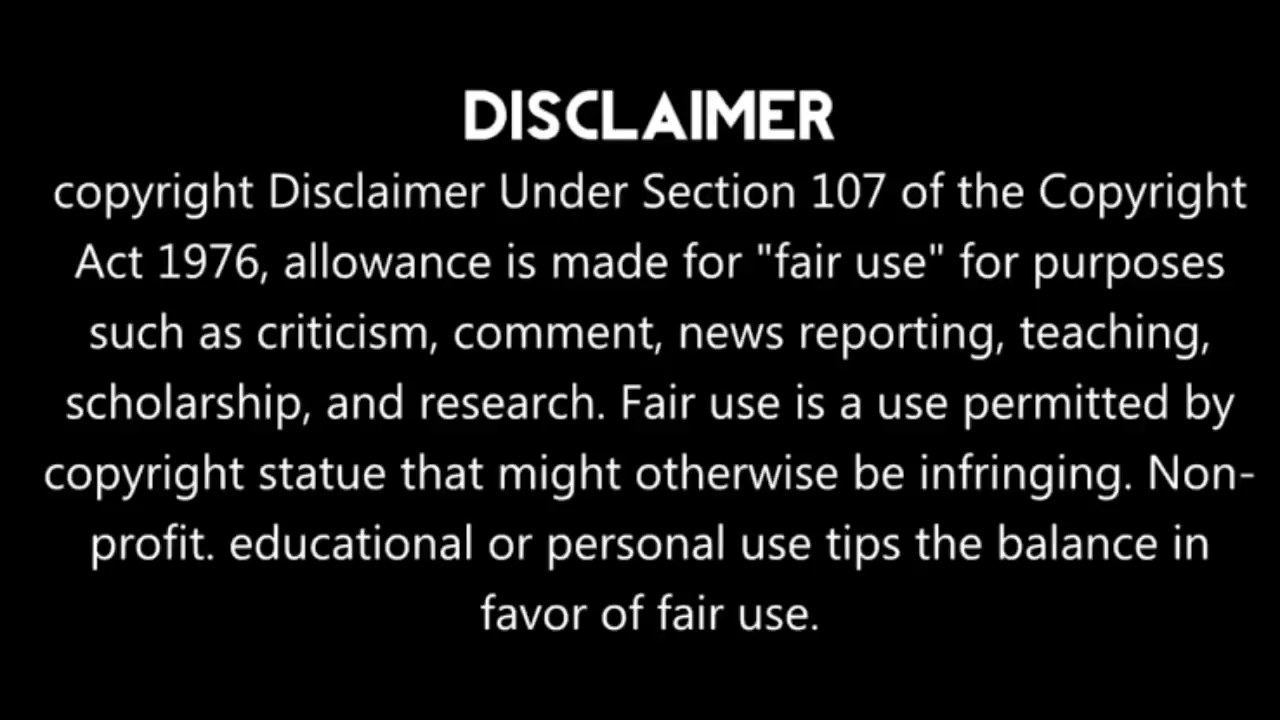 DISCLAIMER
copyright Disclaimer Under Section 107 of the Copyright
Act 1976, allowance is made for "fair use" for purposes
such as criticism, comment, news reporting, teaching,
scholarship, and research. Fair use is a use permitted by
copyright statue that might otherwise be infringing. Non-
profit. educational or personal use tips the balance in
favor of fair use.